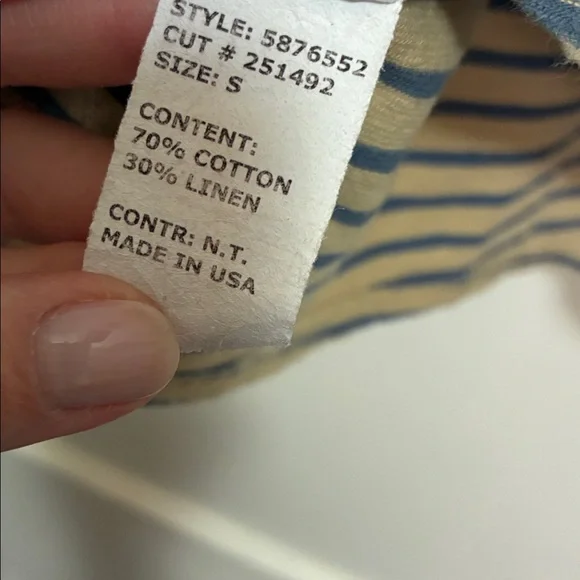 STYLE: 5876552
CUT # 251492
SIZE: S
CONTENT:
70% COTTON
30% LINEN
CONTR: N.T.
MADE IN USA